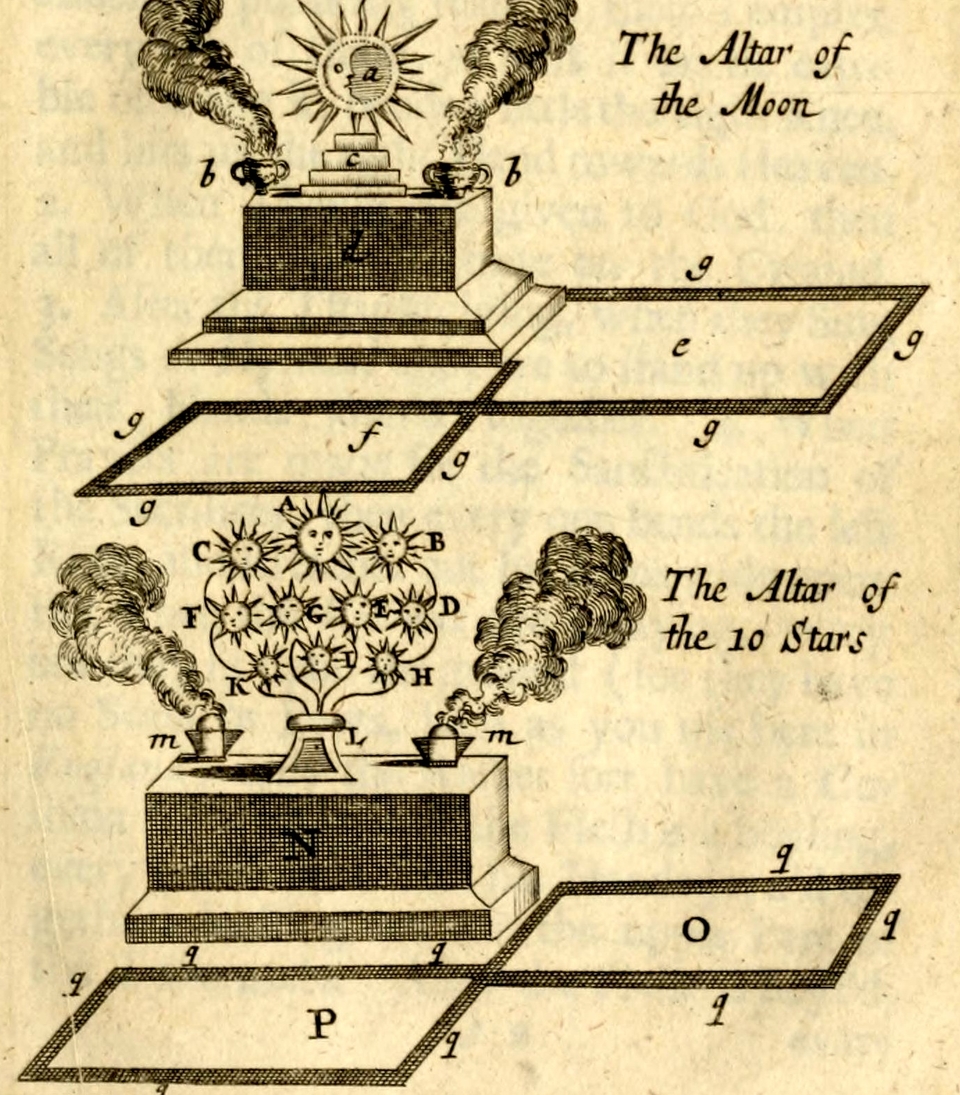 The Altar of
the Moon
a
b c b
d
g
e g
g f g g
g
A
C B
F G E D
K I H
The Altar of
the 10 Stars
m L m
N
q
O q
q q
q P q q
q